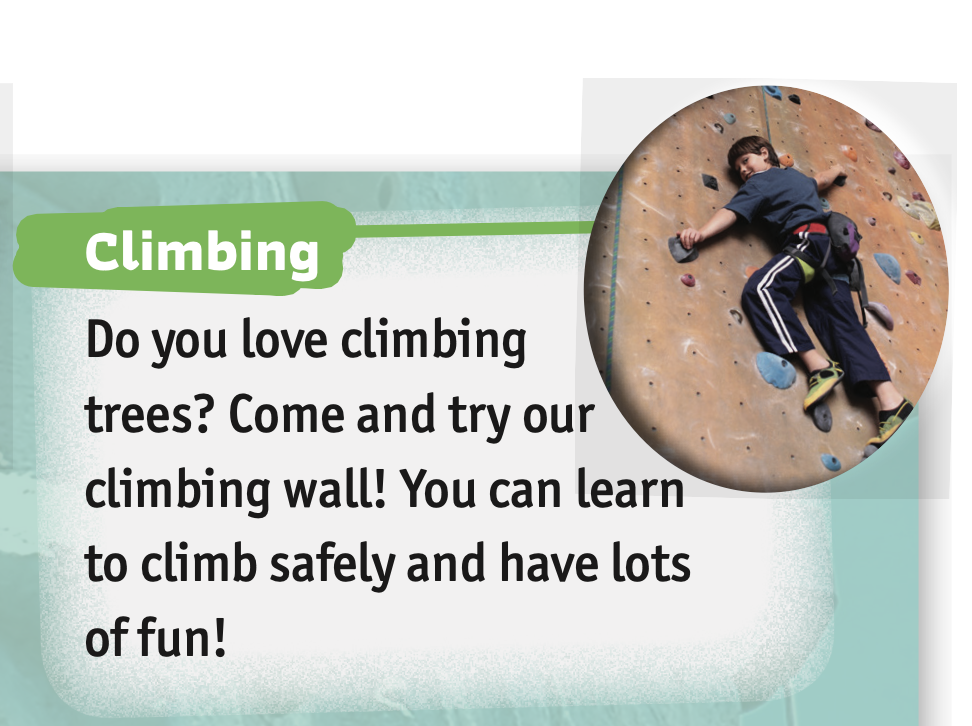 Climbing
Do you love climbing
trees? Come and try our
climbing wall! You can learn
to climb safely and have lots
of fun!